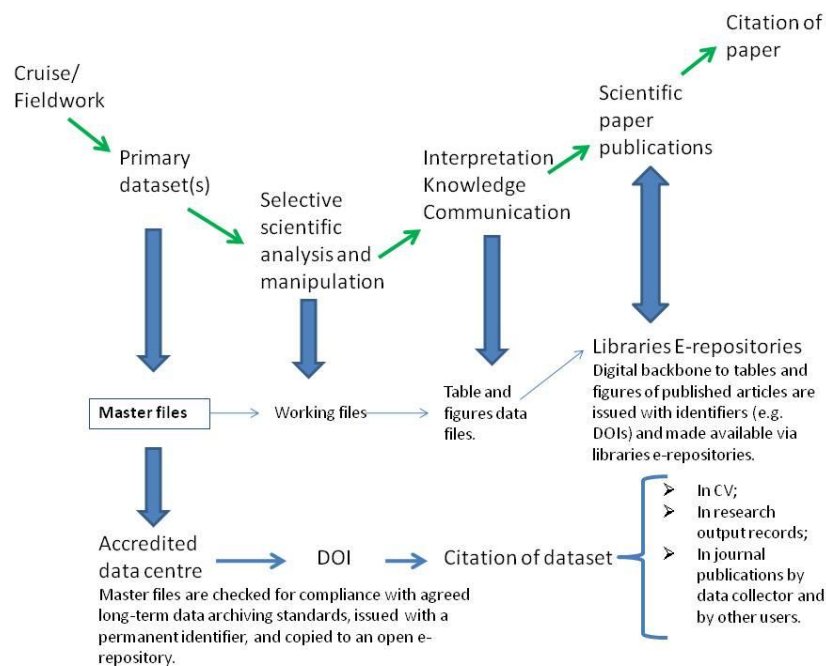 Cruise/
Fieldwork
Primary
dataset(s)
Selective
scientific
analysis and
manipulation
Interpretation
Knowledge
Communication
Scientific
paper
publications
Citation of
paper
Master files
Working files
Table and
figures data
files.
Libraries E-repositories
Digital backbone to tables and
figures of published articles are
issued with identifiers (e.g.
DOIs) and made available via
libraries e-repositories.
Accredited
data centre
DOI
Citation of dataset
Master files are checked for compliance with agreed
long-term data archiving standards, issued with a
permanent identifier, and copied to an open e-
repository.
➢ In CV;
➢ In research
output records;
➢ In journal
publications by
data collector and
by other users.